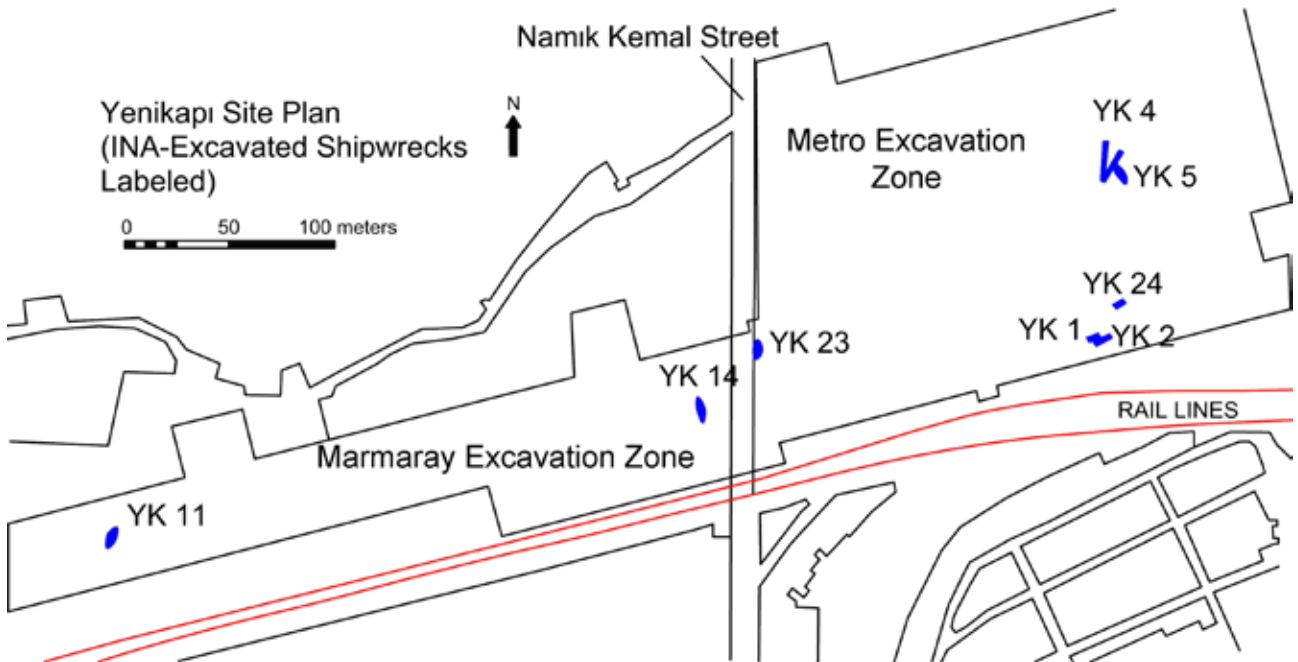 Namık Kemal Street
Yenikapı Site Plan
(INA-Excavated Shipwrecks
Labeled)
N
0 50 100 meters
Metro Excavation
Zone
YK 4
YK 5
YK 24
YK 1
YK 2
YK 23
YK 14
RAIL LINES
Marmaray Excavation Zone
YK 11